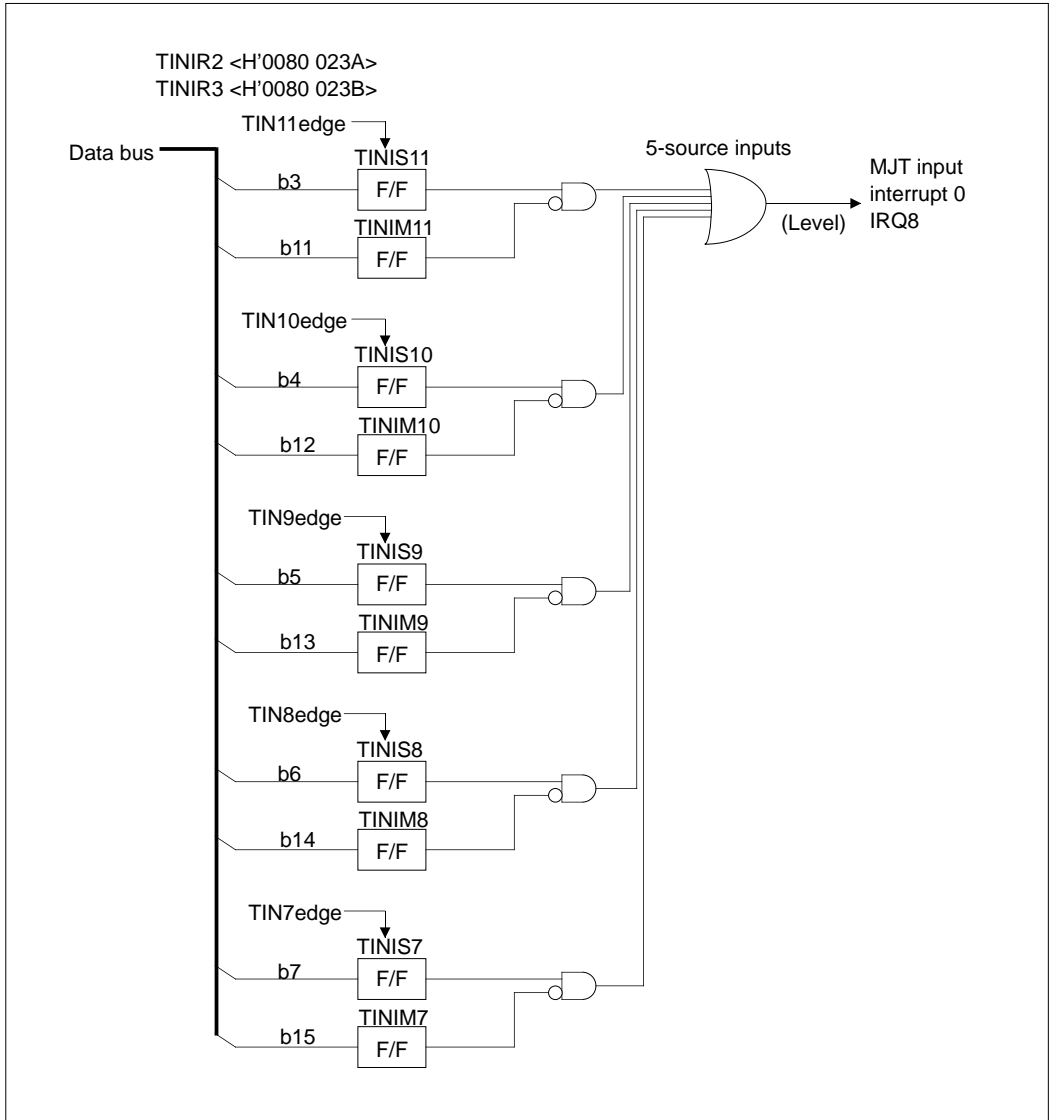 TINIR2 <H'0080 023A>
TINIR3 <H'0080 023B>
Data bus
TIN11edge
TINIS11
b3
F/F
TINIM11
b11
F/F
5-source inputs
(Level)
MJT input
interrupt 0
IRQ8
TIN10edge
TINIS10
b4
F/F
TINIM10
b12
F/F
TIN9edge
TINIS9
b5
F/F
TINIM9
b13
F/F
TIN8edge
TINIS8
b6
F/F
TINIM8
b14
F/F
TIN7edge
TINIS7
b7
F/F
TINIM7
b15
F/F